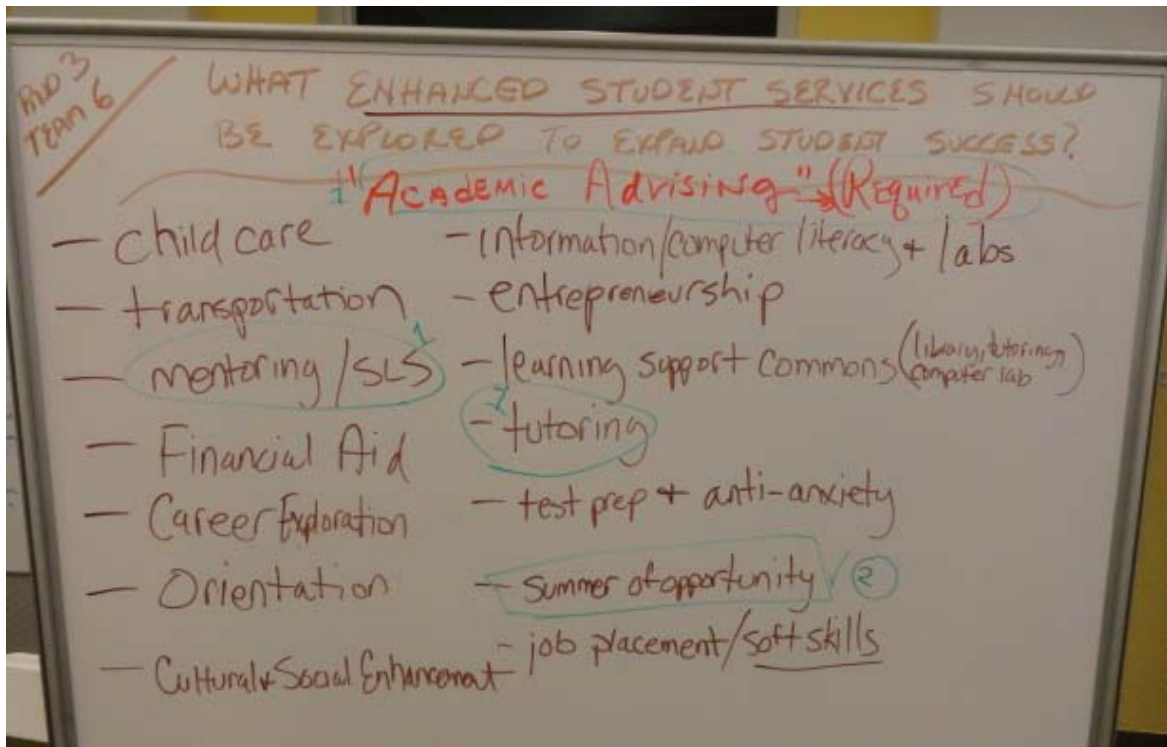 RND 3
TEAM 6
WHAT ENHANCED STUDENT SERVICES SHOULD
BE EXPLORED TO EXPAND STUDENT SUCCESS?
1 "Academic Advising" → (Required)
- Child care
- transportation
- mentoring/SLS 1
- Financial Aid
- Career Exploration
- Orientation
- Cultural & Social Enhancement
- information/computer literacy + labs
- entrepreneurship
- learning support commons (library, tutoring,
computer lab)
1 - tutoring
- test prep + anti-anxiety
- Summer of opportunity ✓ 2
- job placement/soft skills